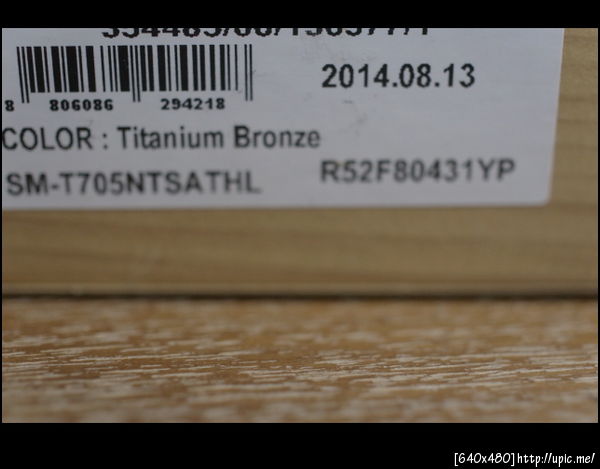 2014.08.13
8 806086 294218
COLOR : Titanium Bronze
SM-T705NTSATHL R52F80431YP
[640x480]http://upic.me/